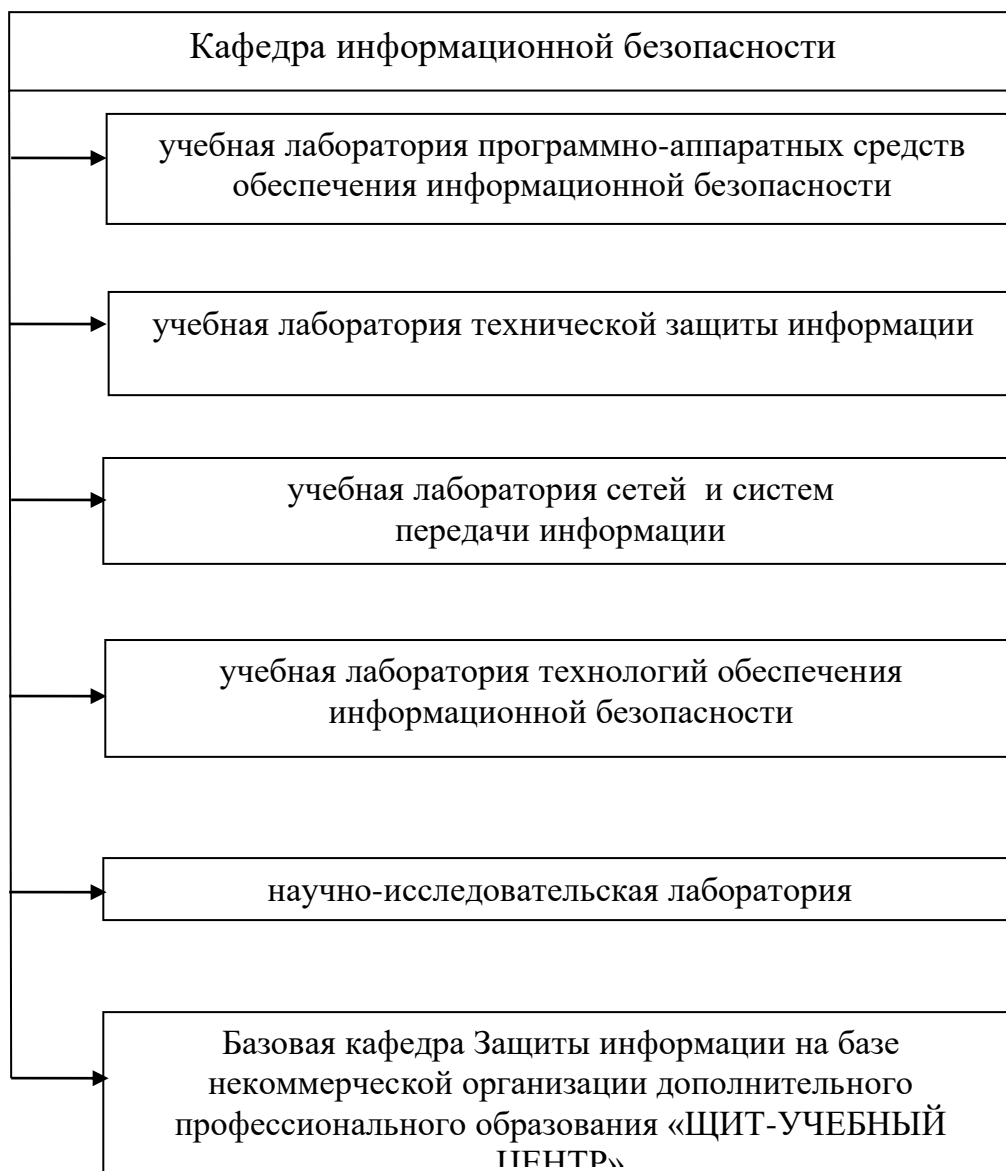 Кафедра информационной безопасности
учебная лаборатория программно-аппаратных средств
обеспечения информационной безопасности
учебная лаборатория технической защиты информации
учебная лаборатория сетей и систем
передачи информации
учебная лаборатория технологий обеспечения
информационной безопасности
научно-исследовательская лаборатория
Базовая кафедра Защиты информации на базе
некоммерческой организации дополнительного
профессионального образования «ЩИТ-УЧЕБНЫЙ
ЦЕНТР»